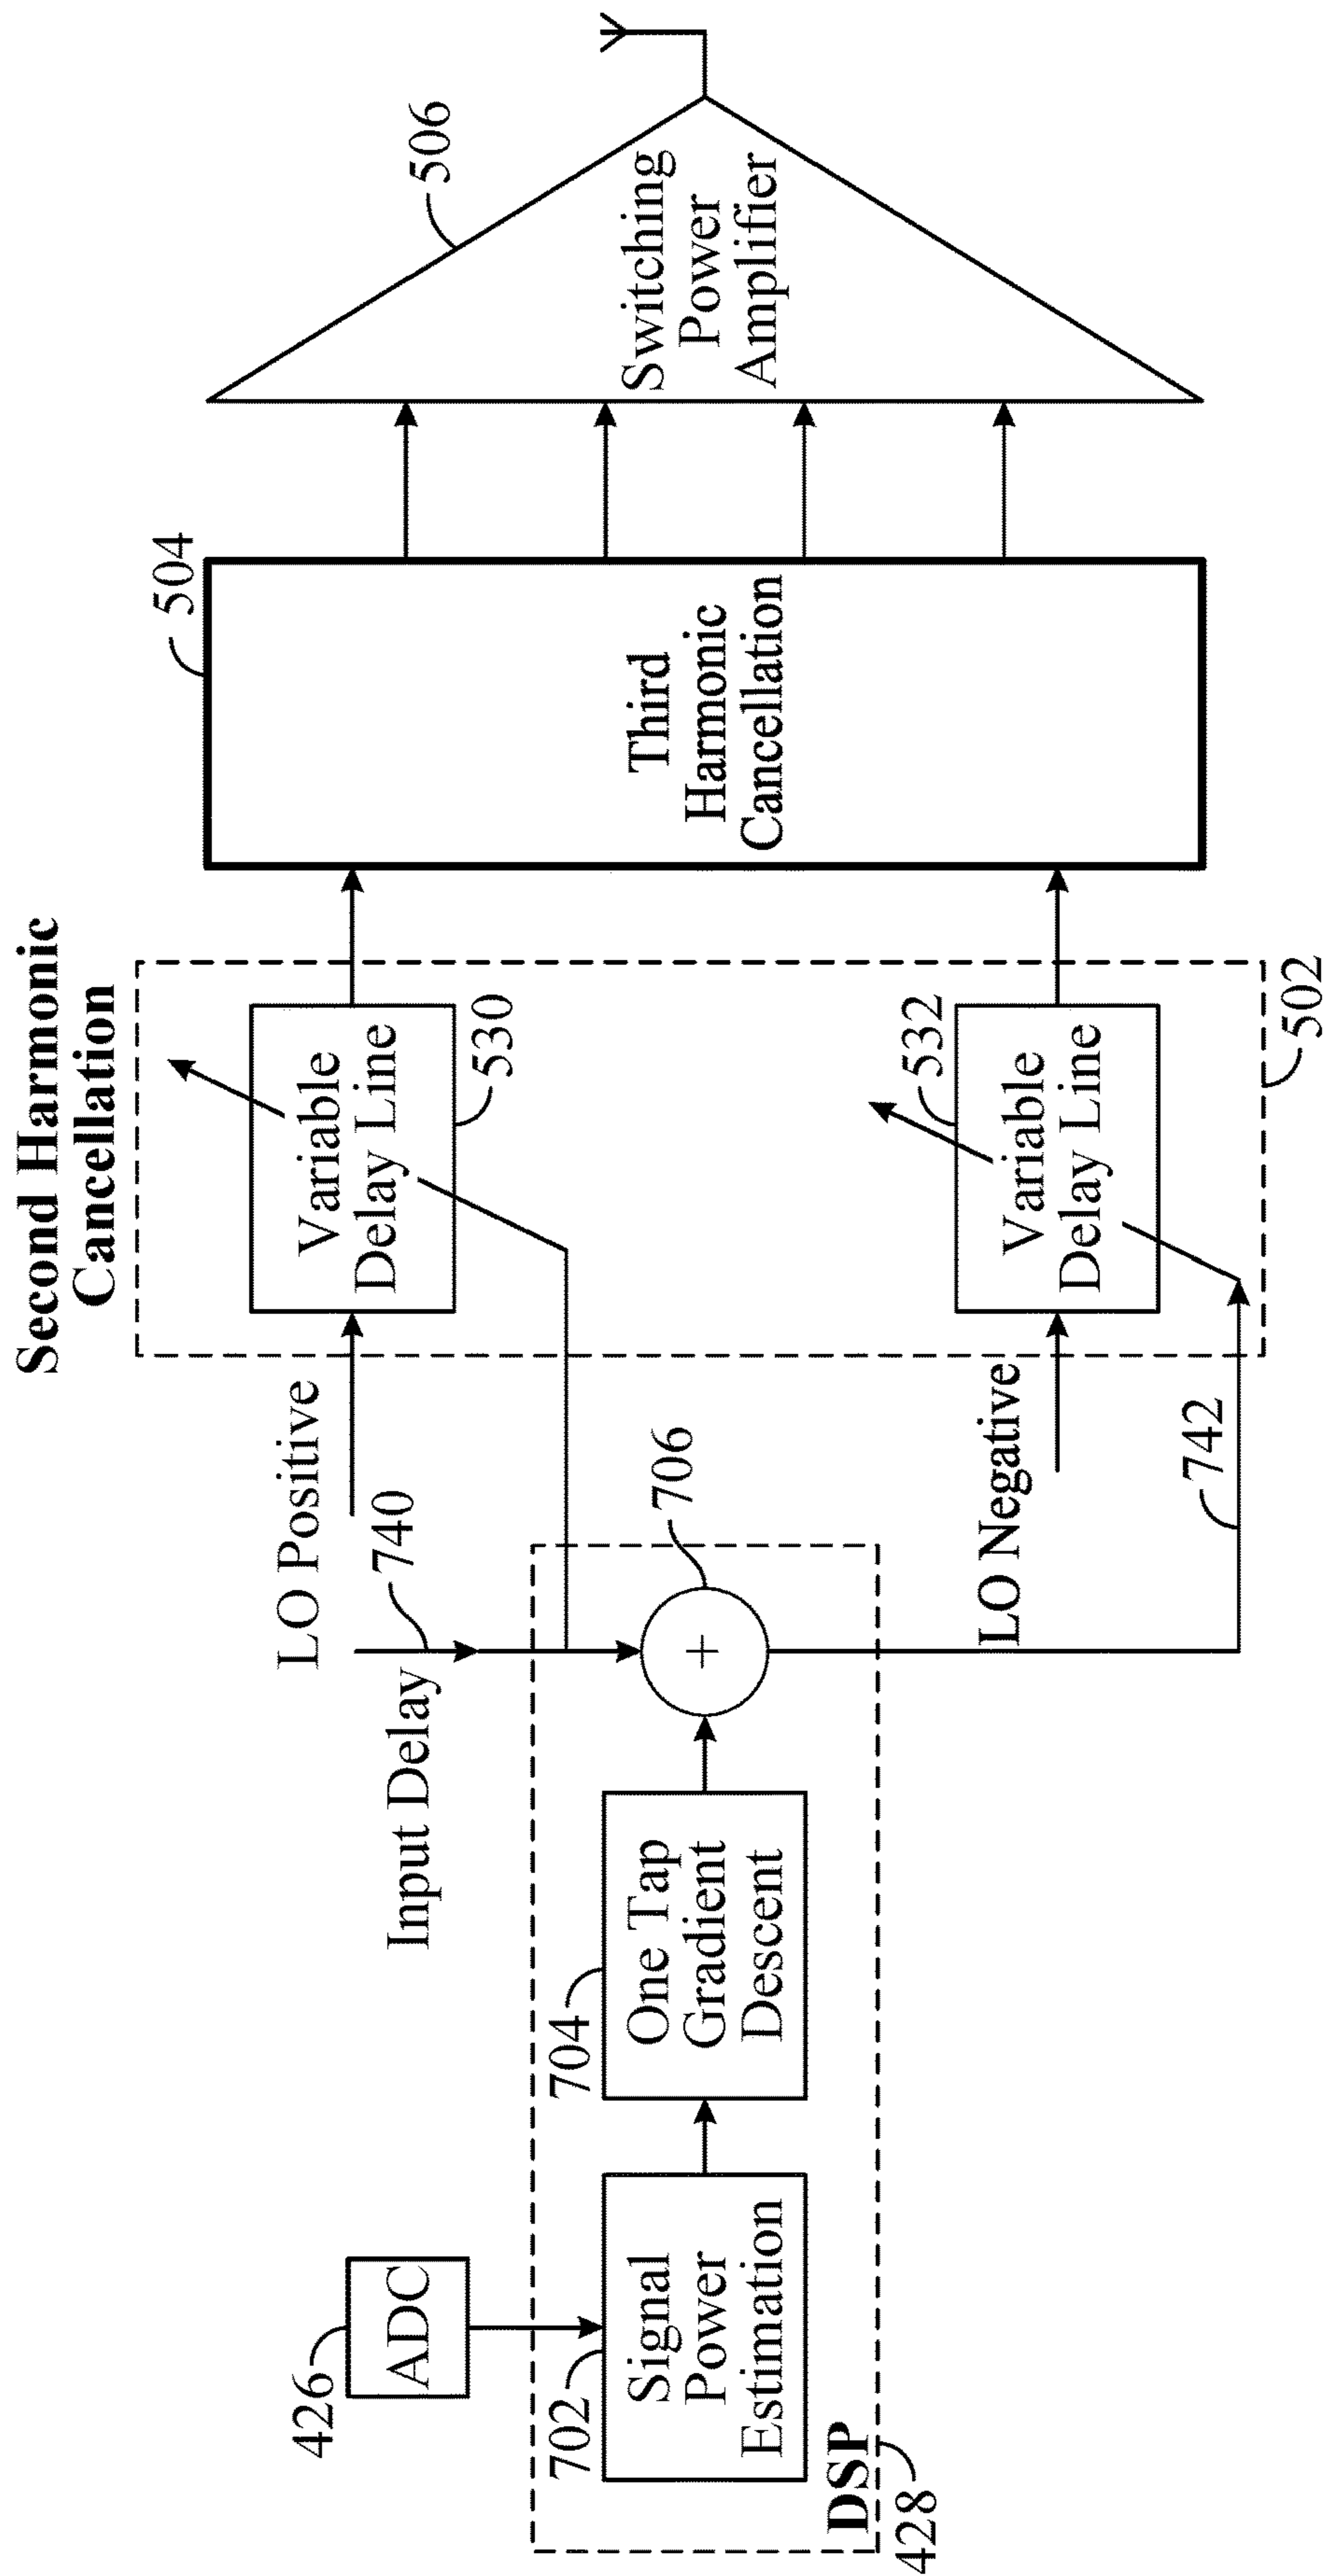 426
ADC
702
Signal
Power
Estimation
DSP
428
704
One Tap
Gradient
Descent
Input Delay
740
LO Positive
706
LO Negative
742
Second Harmonic
Cancellation
Variable
Delay Line
530
Variable
Delay Line
532
502
504
Third
Harmonic
Cancellation
506
Switching
Power
Amplifier
+